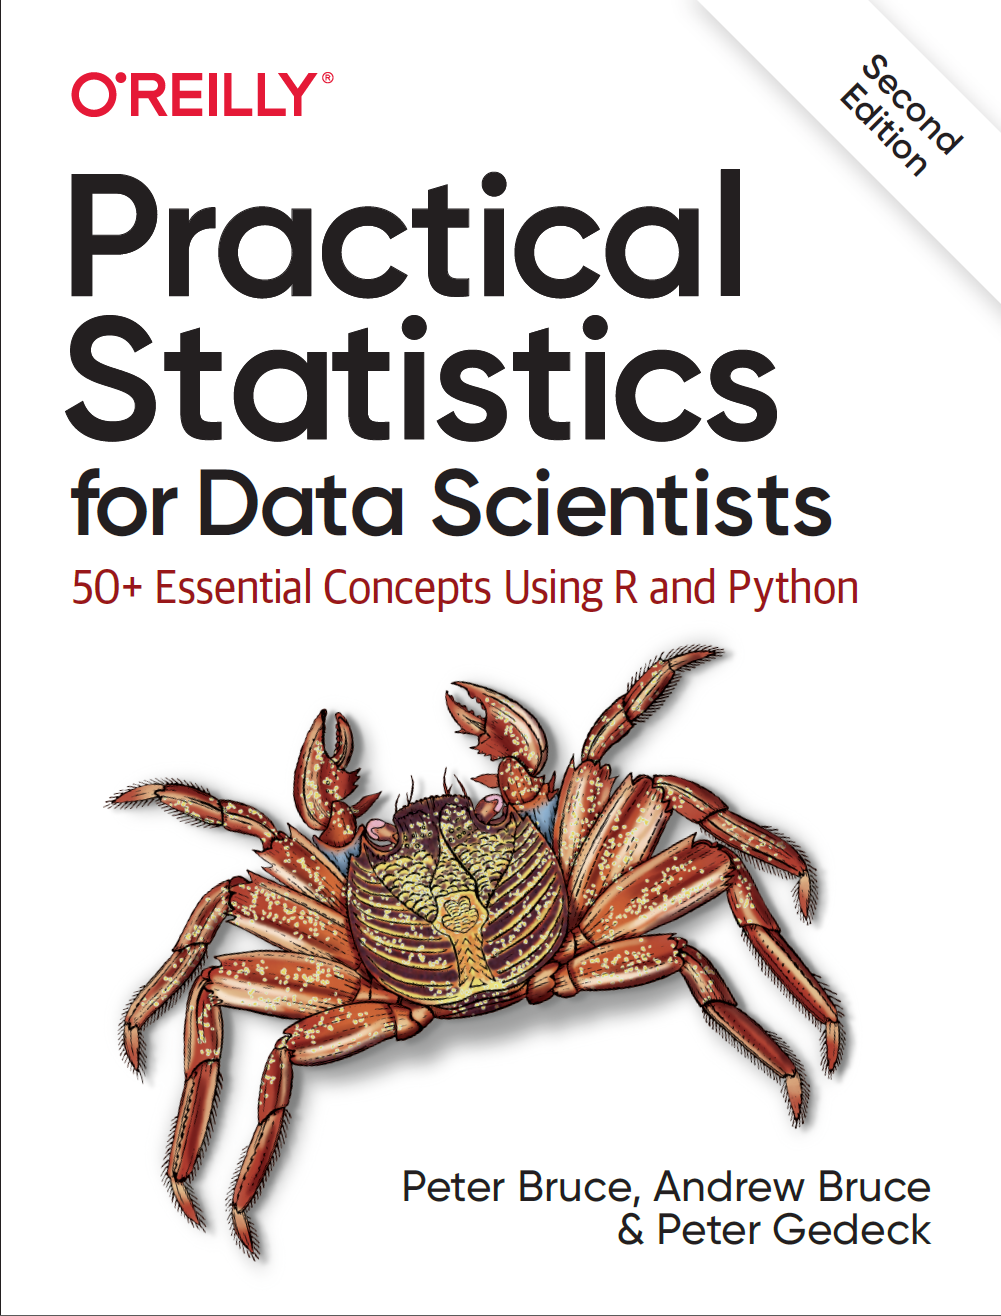 O'REILLY®
Second
Edition
Practical
Statistics
for Data Scientists
50+ Essential Concepts Using R and Python
Peter Bruce, Andrew Bruce
& Peter Gedeck